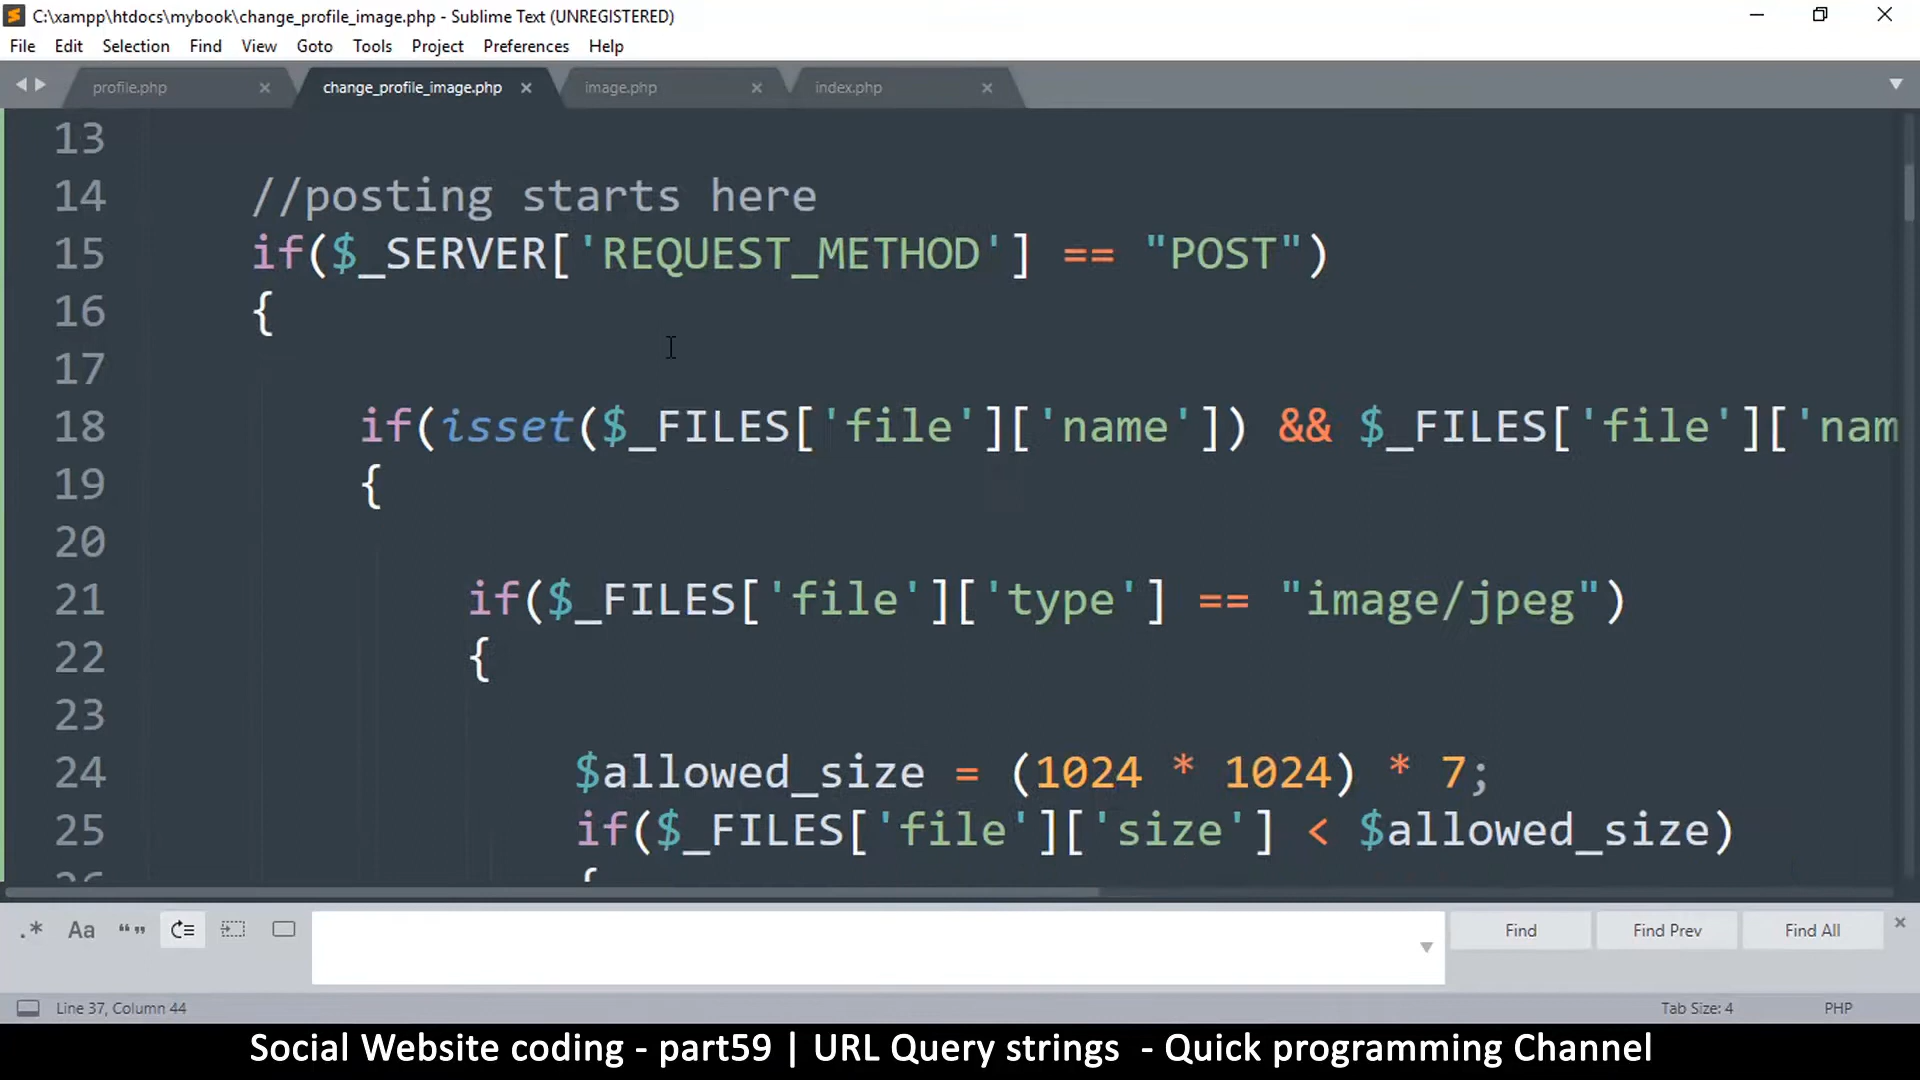 C:\xampp\htdocs\mybook\change_profile_image.php - Sublime Text (UNREGISTERED)
File Edit Selection Find View Goto Tools Project Preferences Help
profile.php change_profile_image.php image.php index.php
13
14 //posting starts here
15 if($_SERVER['REQUEST_METHOD'] == "POST")
16 {
17
18 if(isset($_FILES['file']['name']) && $_FILES['file']['nam
19 {
20
21 if($_FILES['file']['type'] == "image/jpeg")
22 {
23
24 $allowed_size = (1024 * 1024) * 7;
25 if($_FILES['file']['size'] < $allowed_size)
26 {
.* Aa “” Find Find Prev Find All
Line 37, Column 44 Tab Size: 4 PHP
Social Website coding - part59 | URL Query strings - Quick programming Channel